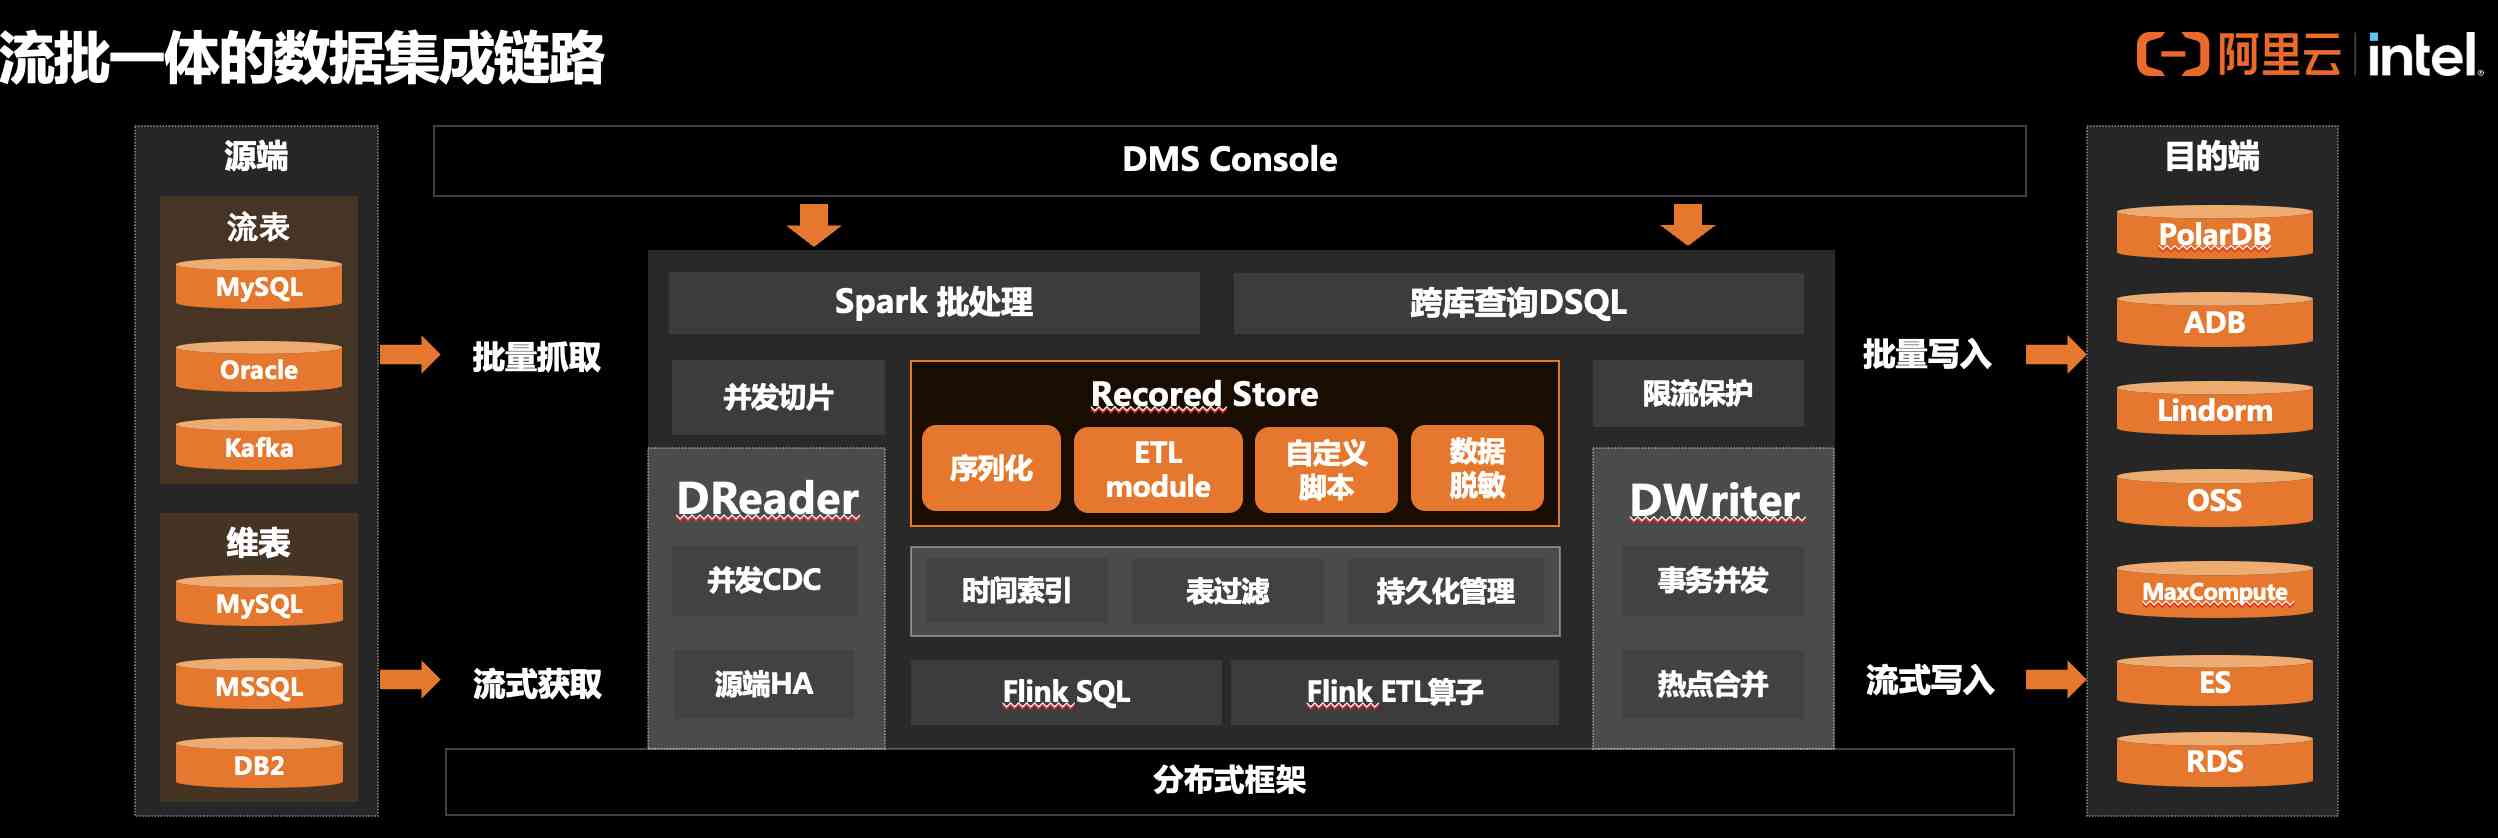 流批一体的数据集成链路
阿里云
intel®
源端
流表
MySQL
Oracle
Kafka
维表
MySQL
MSSQL
DB2
批量抓取
流式获取
DMS Console
Spark 批处理
跨库查询DSQL
并发切片
DReader
并发CDC
源端HA
Recored Store
序列化
ETL
module
自定义
脚本
数据
脱敏
时间索引
表过滤
持久化管理
Flink SQL
Flink ETL算子
限流保护
DWriter
事务并发
热点合并
分布式框架
批量写入
流式写入
目的端
PolarDB
ADB
Lindorm
OSS
MaxCompute
ES
RDS